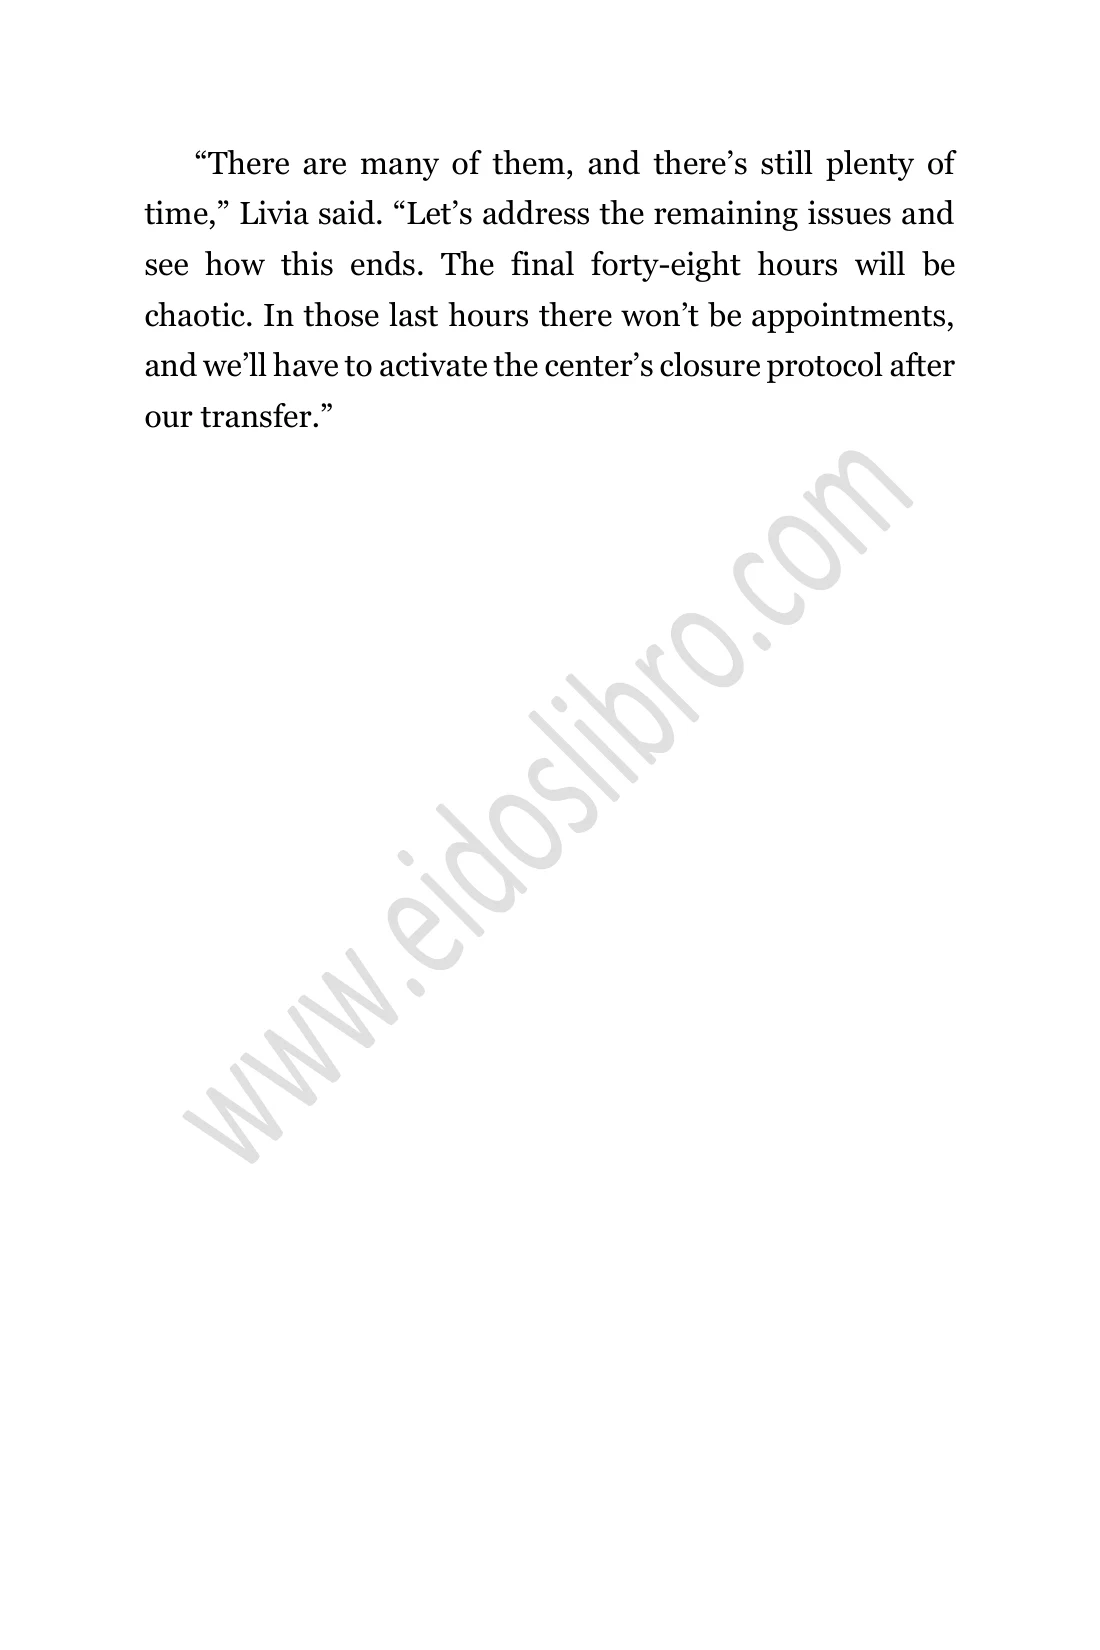 “There are many of them, and there’s still plenty of
time,” Livia said. “Let’s address the remaining issues and
see how this ends. The final forty-eight hours will be
chaotic. In those last hours there won’t be appointments,
and we’ll have to activate the center’s closure protocol after
our transfer.”
www.eidoslibro.com